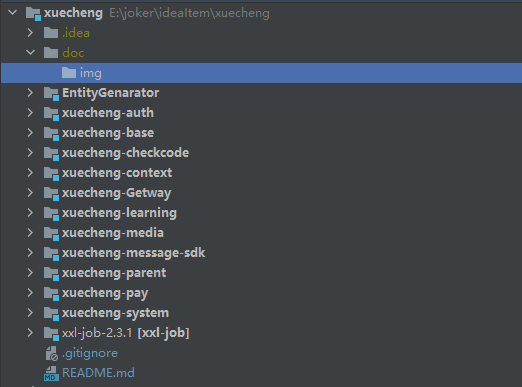 xuecheng E:\joker\ideaItem\xuecheng
.idea
doc
img
EntityGenarator
xuecheng-auth
xuecheng-base
xuecheng-checkcode
xuecheng-context
xuecheng-Getway
xuecheng-learning
xuecheng-media
xuecheng-message-sdk
xuecheng-parent
xuecheng-pay
xuecheng-system
xxl-job-2.3.1 [xxl-job]
.gitignore
MD README.md